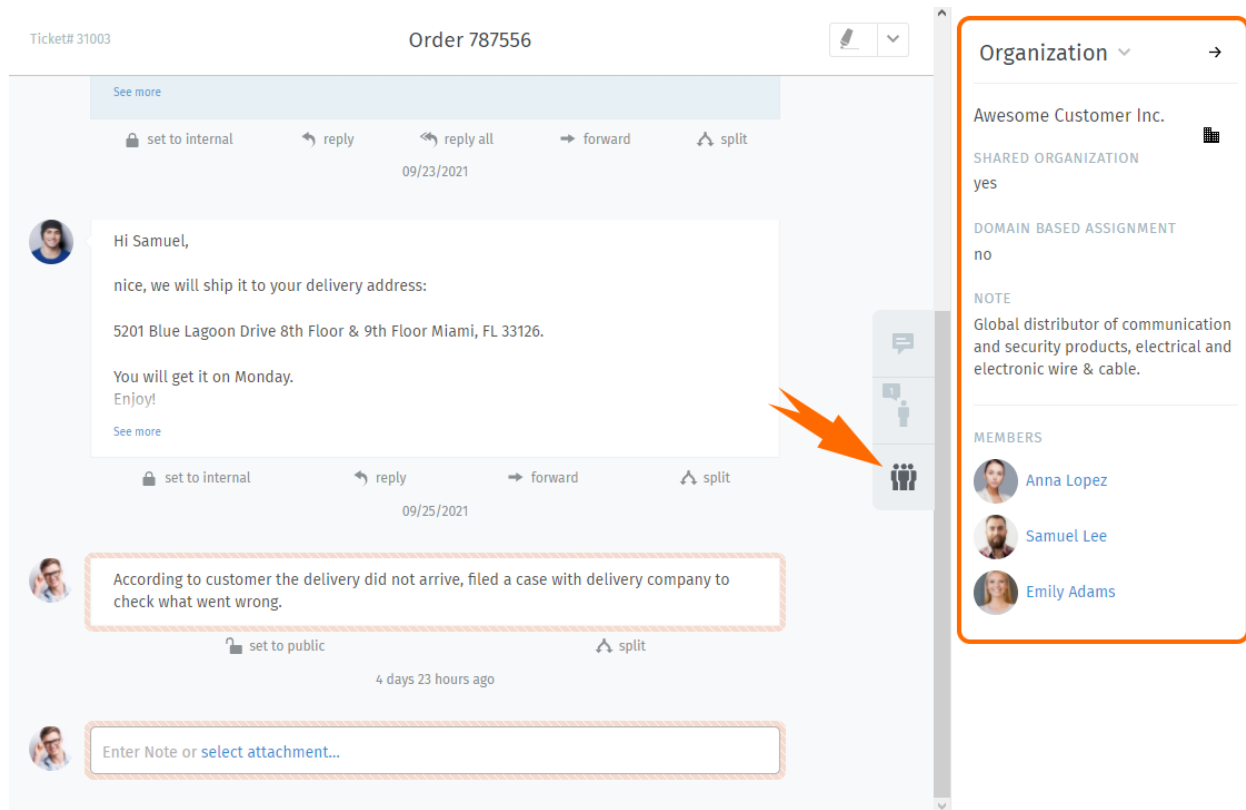 Ticket# 31003
Order 787556
See more
set to internal reply reply all forward split
09/23/2021
Hi Samuel,
nice, we will ship it to your delivery address:
5201 Blue Lagoon Drive 8th Floor & 9th Floor Miami, FL 33126.
You will get it on Monday.
Enjoy!
See more
set to internal reply forward split
09/25/2021
According to customer the delivery did not arrive, filed a case with delivery company to
check what went wrong.
set to public split
4 days 23 hours ago
Enter Note or select attachment...
1
Organization
Awesome Customer Inc.
SHARED ORGANIZATION
yes
DOMAIN BASED ASSIGNMENT
no
NOTE
Global distributor of communication
and security products, electrical and
electronic wire & cable.
MEMBERS
Anna Lopez
Samuel Lee
Emily Adams